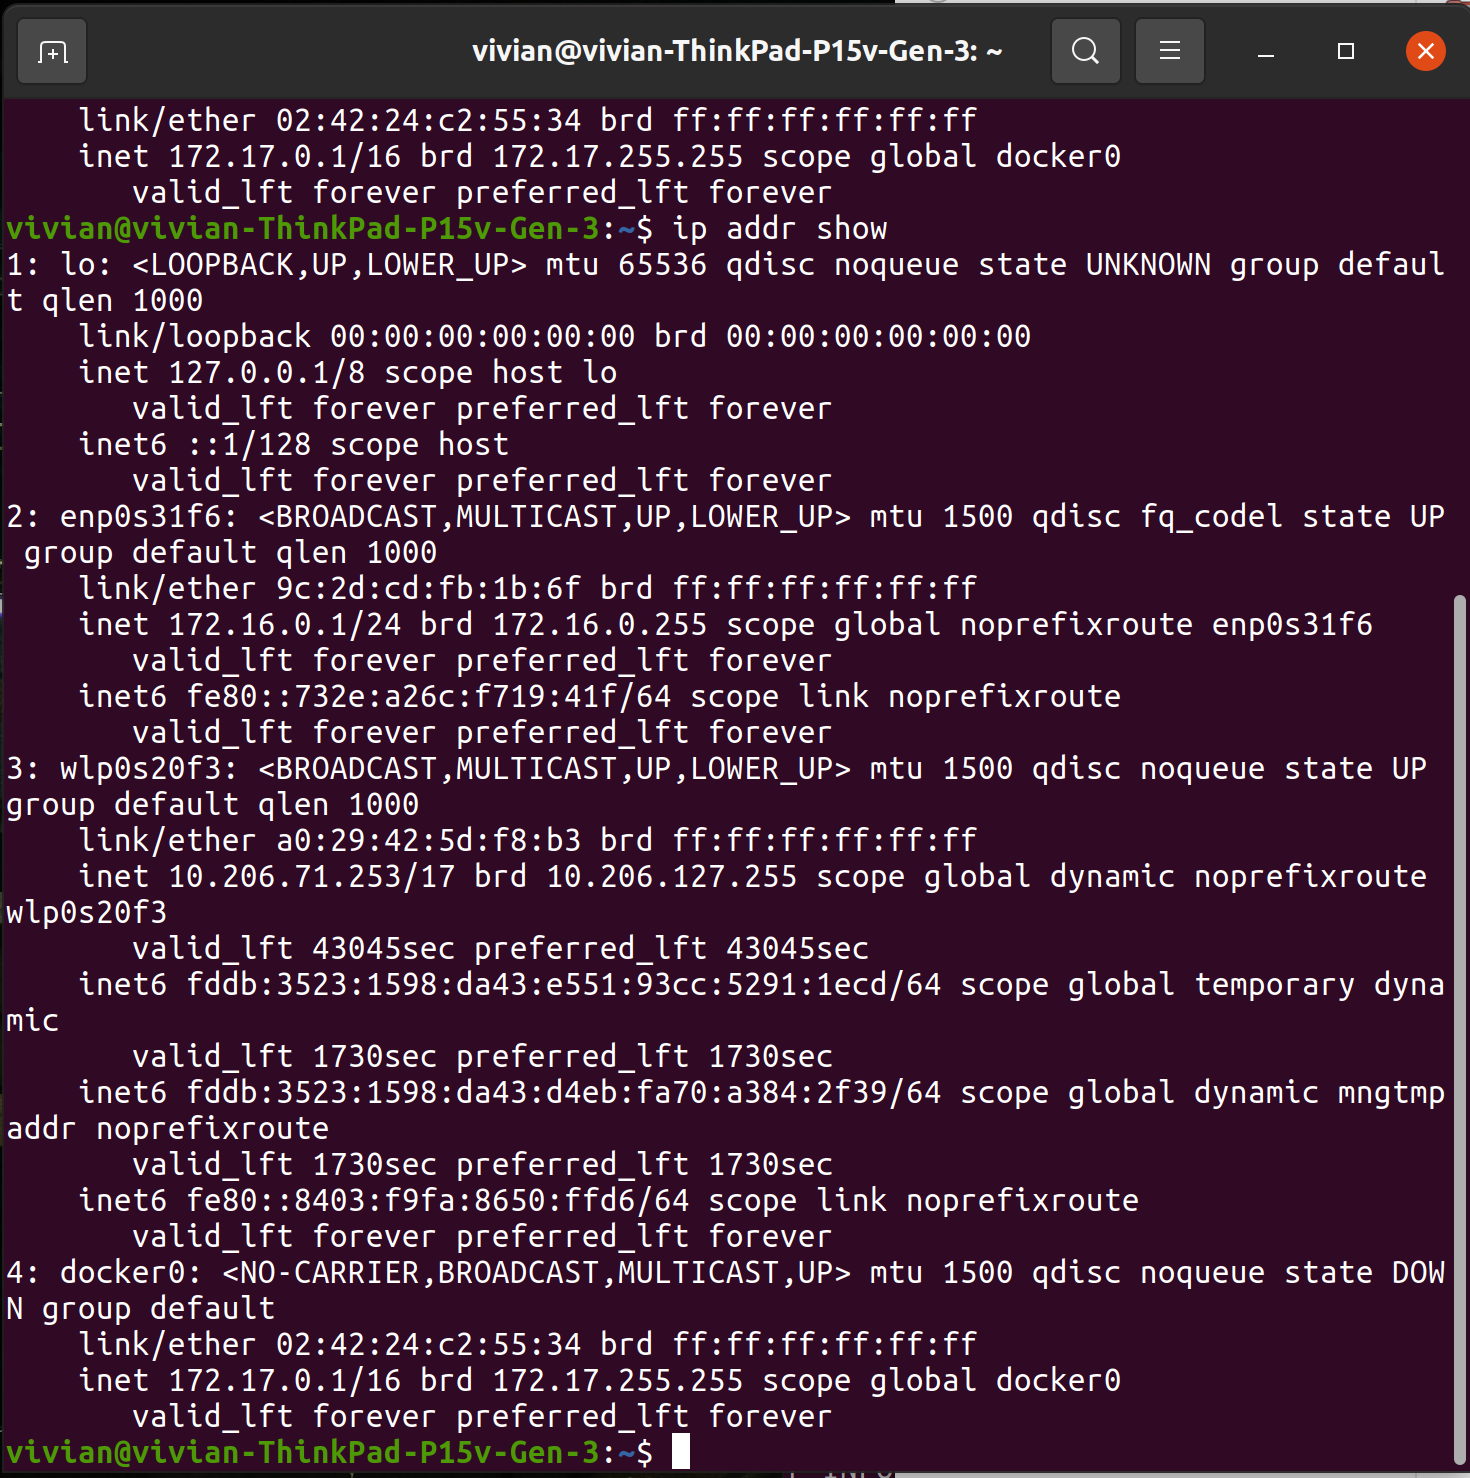 vivian@vivian-ThinkPad-P15v-Gen-3: ~
link/ether 02:42:24:c2:55:34 brd ff:ff:ff:ff:ff:ff
inet 172.17.0.1/16 brd 172.17.255.255 scope global docker0
valid_lft forever preferred_lft forever
vivian@vivian-ThinkPad-P15v-Gen-3:~$ ip addr show
1: lo: <LOOPBACK,UP,LOWER_UP> mtu 65536 qdisc noqueue state UNKNOWN group defaul
t qlen 1000
link/loopback 00:00:00:00:00:00 brd 00:00:00:00:00:00
inet 127.0.0.1/8 scope host lo
valid_lft forever preferred_lft forever
inet6 ::1/128 scope host
valid_lft forever preferred_lft forever
2: enp0s31f6: <BROADCAST,MULTICAST,UP,LOWER_UP> mtu 1500 qdisc fq_codel state UP
group default qlen 1000
link/ether 9c:2d:cd:fb:1b:6f brd ff:ff:ff:ff:ff:ff
inet 172.16.0.1/24 brd 172.16.0.255 scope global noprefixroute enp0s31f6
valid_lft forever preferred_lft forever
inet6 fe80::732e:a26c:f719:41f/64 scope link noprefixroute
valid_lft forever preferred_lft forever
3: wlp0s20f3: <BROADCAST,MULTICAST,UP,LOWER_UP> mtu 1500 qdisc noqueue state UP
group default qlen 1000
link/ether a0:29:42:5d:f8:b3 brd ff:ff:ff:ff:ff:ff
inet 10.206.71.253/17 brd 10.206.127.255 scope global dynamic noprefixroute
wlp0s20f3
valid_lft 43045sec preferred_lft 43045sec
inet6 fddb:3523:1598:da43:e551:93cc:5291:1ecd/64 scope global temporary dyna
mic
valid_lft 1730sec preferred_lft 1730sec
inet6 fddb:3523:1598:da43:d4eb:fa70:a384:2f39/64 scope global dynamic mngtmp
addr noprefixroute
valid_lft 1730sec preferred_lft 1730sec
inet6 fe80::8403:f9fa:8650:ffd6/64 scope link noprefixroute
valid_lft forever preferred_lft forever
4: docker0: <NO-CARRIER,BROADCAST,MULTICAST,UP> mtu 1500 qdisc noqueue state DOW
N group default
link/ether 02:42:24:c2:55:34 brd ff:ff:ff:ff:ff:ff
inet 172.17.0.1/16 brd 172.17.255.255 scope global docker0
valid_lft forever preferred_lft forever
vivian@vivian-ThinkPad-P15v-Gen-3:~$